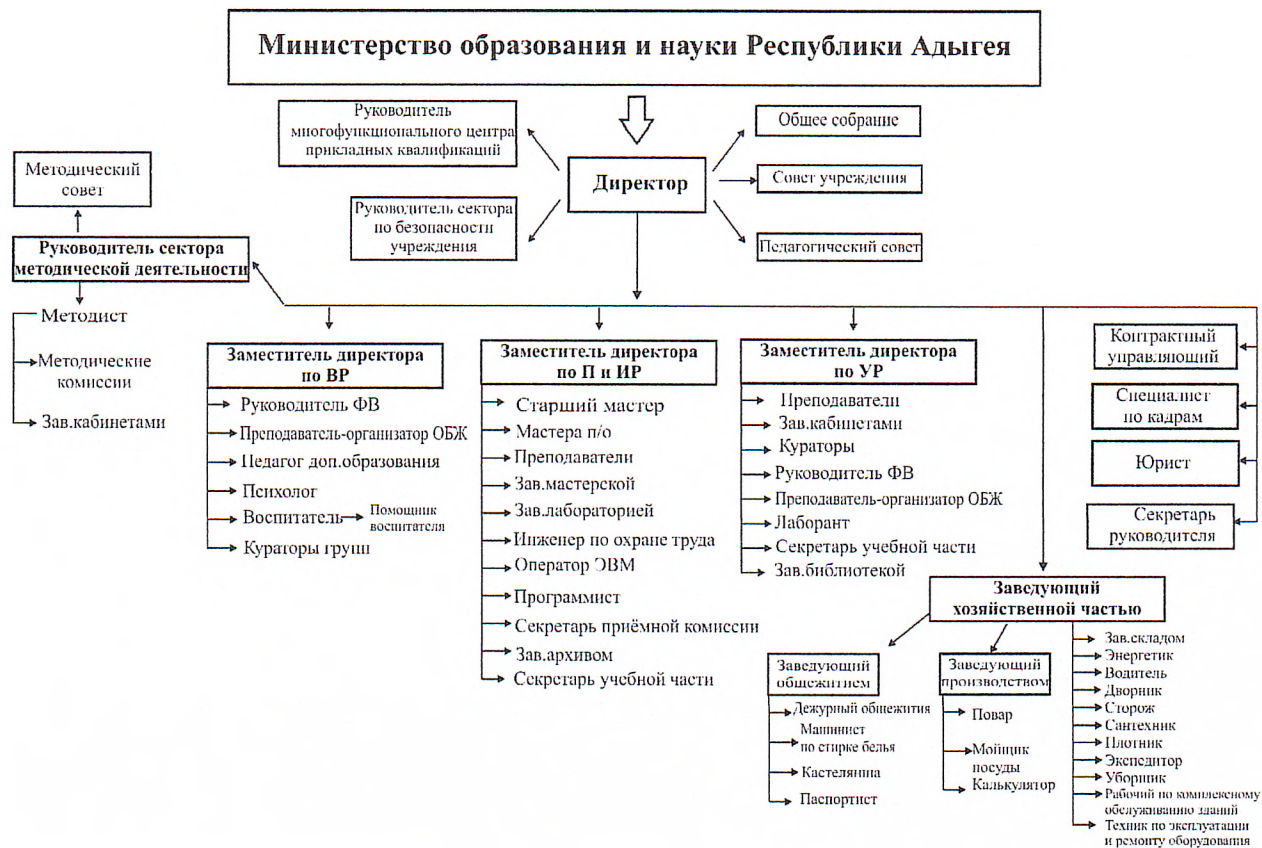 Министерство образования и науки Республики Адыгея
Руководитель
многофункционального центра
прикладных квалификаций
Общее собрание
Директор
Совет учреждения
Руководитель сектора
по безопасности
учреждения
Педагогический совет
Методический
совет
Руководитель сектора
методической деятельности
Методист
Методические
комиссии
Зав.кабинетами
Заместитель директора
по ВР
Руководитель ФВ
Преподаватель-организатор ОБЖ
Педагог доп.образования
Психолог
Воспитатель
Помощник
воспитателя
Кураторы групп
Заместитель директора
по П и ИР
Старший мастер
Мастера п/о
Преподаватели
Зав.мастерской
Зав.лабораторией
Инженер по охране труда
Оператор ЭВМ
Программист
Секретарь приёмной комиссии
Зав.архивом
Секретарь учебной части
Заместитель директора
по УР
Преподаватели
Зав.кабинетами
Кураторы
Руководитель ФВ
Преподаватель-организатор ОБЖ
Лаборант
Секретарь учебной части
Зав.библиотекой
Контрактный
управляющий
Специалист
по кадрам
Юрист
Секретарь
руководителя
Заведующий
хозяйственной частью
Заведующий
общежитием
Дежурный общежития
Машинист
по стирке белья
Кастелянша
Паспортист
Заведующий
производством
Повар
Мойщик
посуды
Калькулятор
Зав.складом
Энергетик
Водитель
Дворник
Сторож
Сантехник
Плотник
Экспедитор
Уборщик
Рабочий по комплексному
обслуживанию зданий
Техник по эксплуатации
и ремонту оборудования